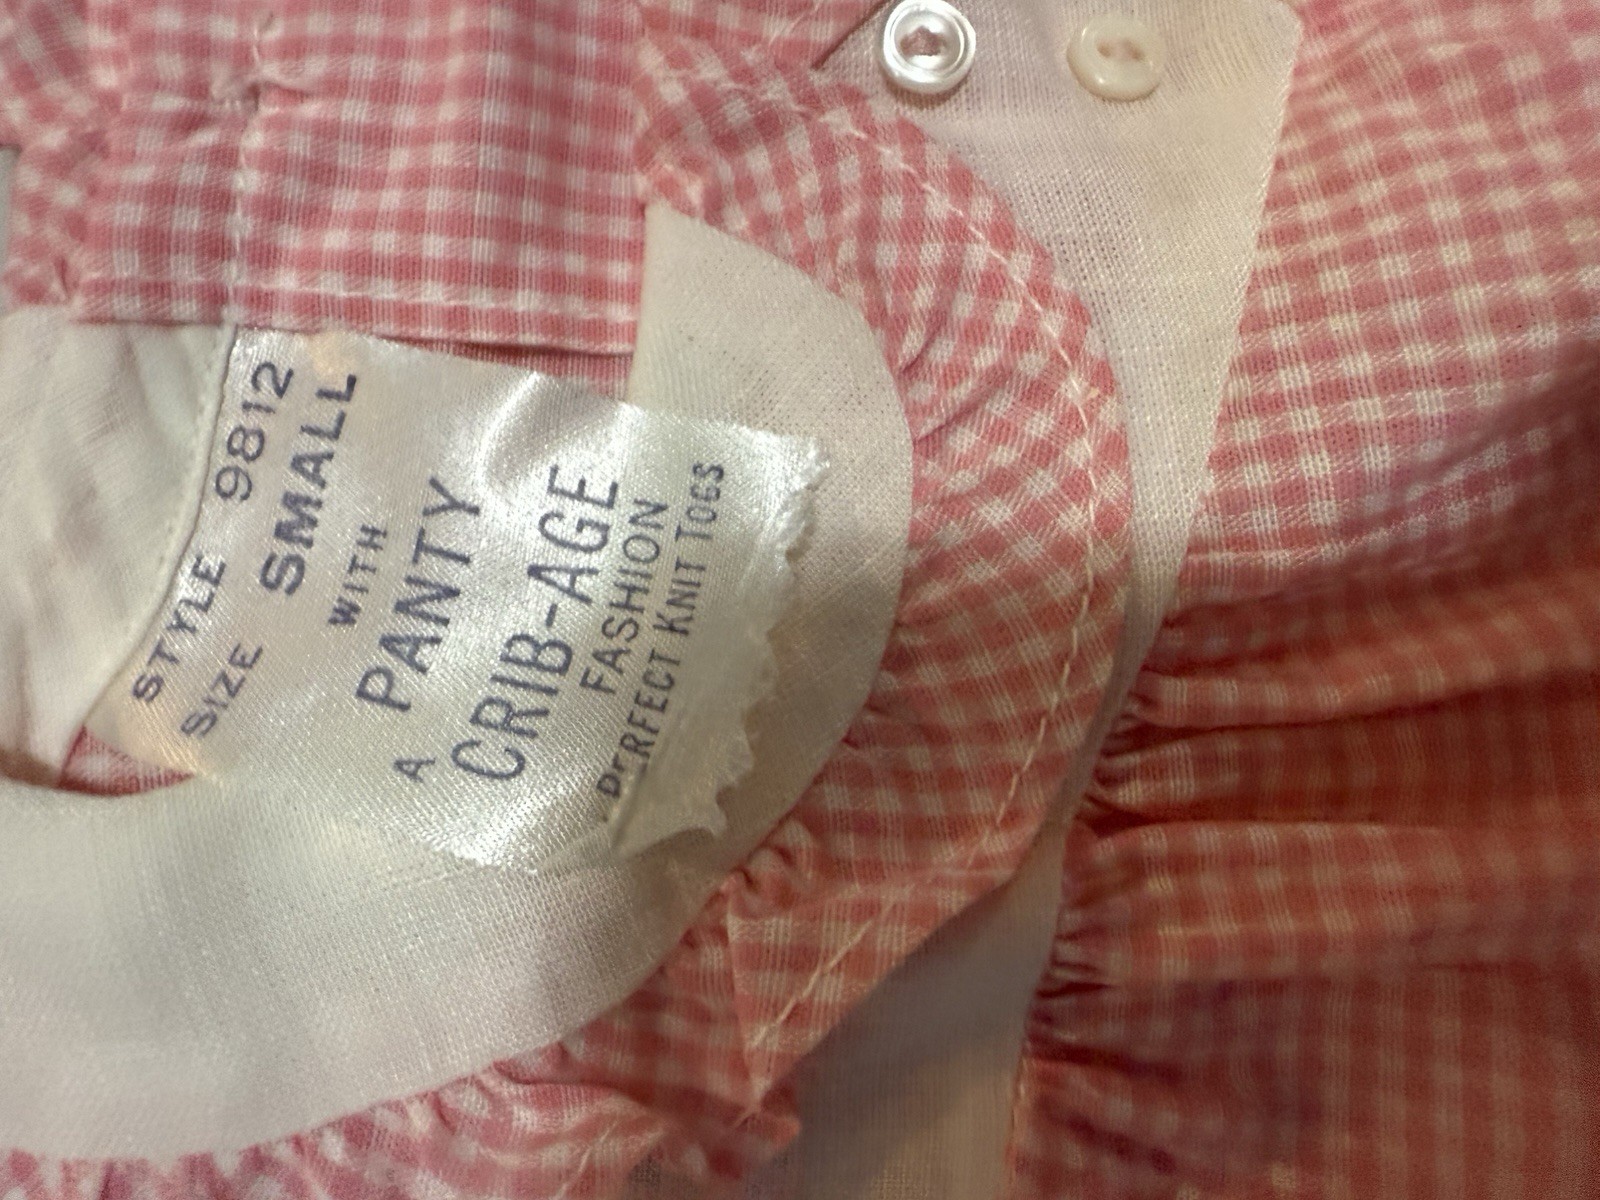 STYLE 9812
SIZE SMALL
WITH
PANTY
A
CRIB-AGE
FASHION
PERFECT KNIT TOGS